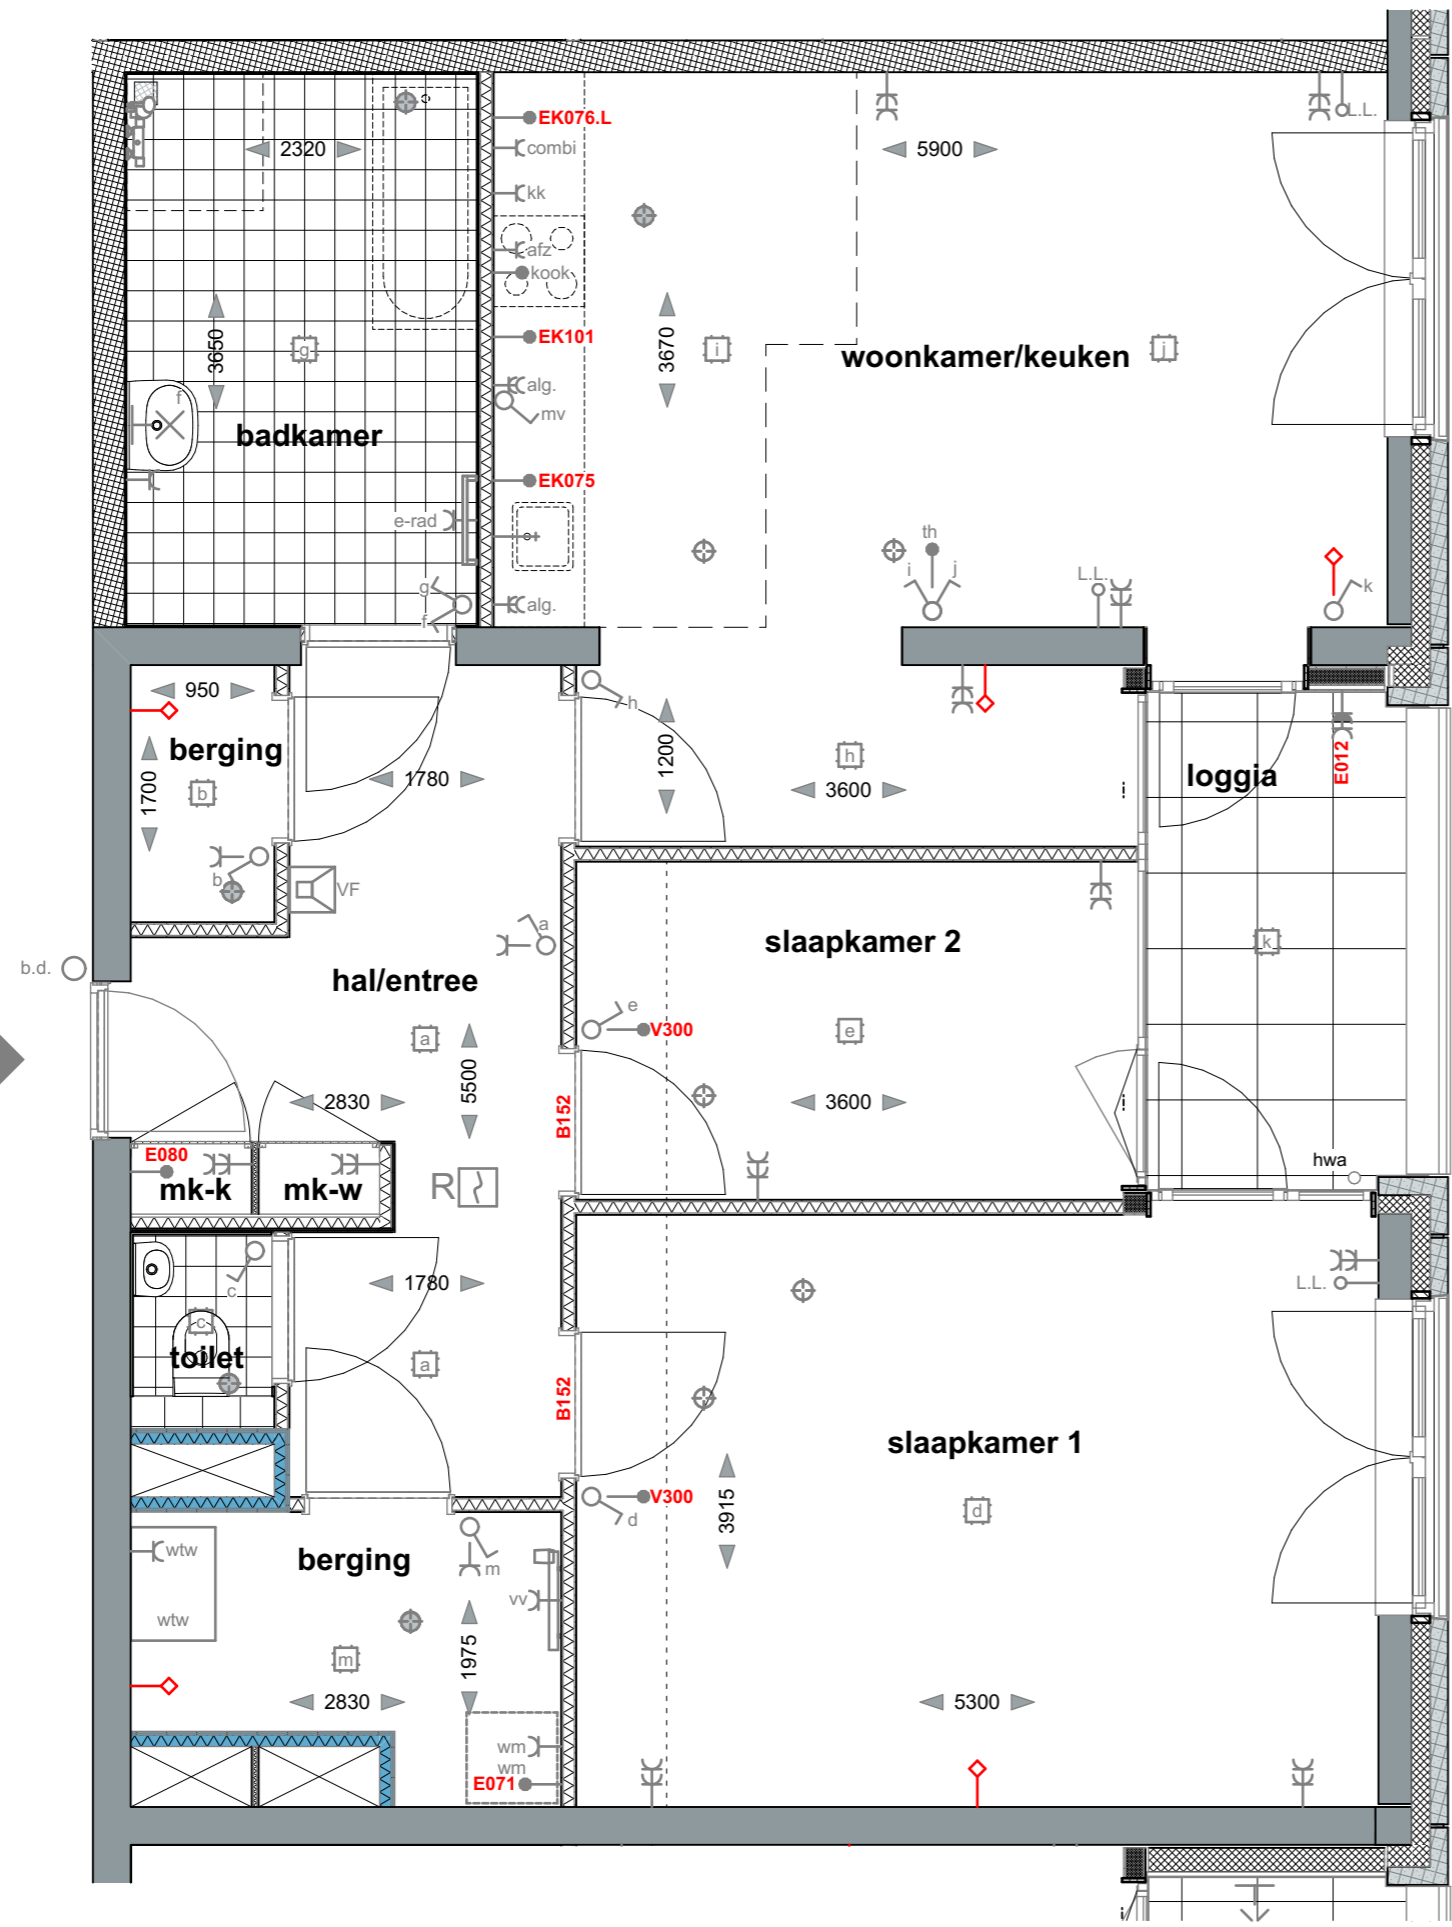 EK076.L
combi
L.L.
2320
5900
kk
afz
kook
EK101
3650
g
3670
i
woonkamer/keuken
j
alg.
mv
f
badkamer
EK075
e-rad
th
i
j
L.L.
k
g
f
alg.
950
h
berging
1700
b
1780
1200
h
3600
loggia
E012
b
VF
a
slaapkamer 2
k
b.d.
hal/entree
e
V300
e
a
5500
2830
3600
B152
E080
mk-k
mk-w
R
hwa
c
1780
L.L.
c
toilet
a
B152
slaapkamer 1
V300
d
3915
d
wtw
berging
m
vv
wtw
m
1975
2830
5300
wm
wm
E071